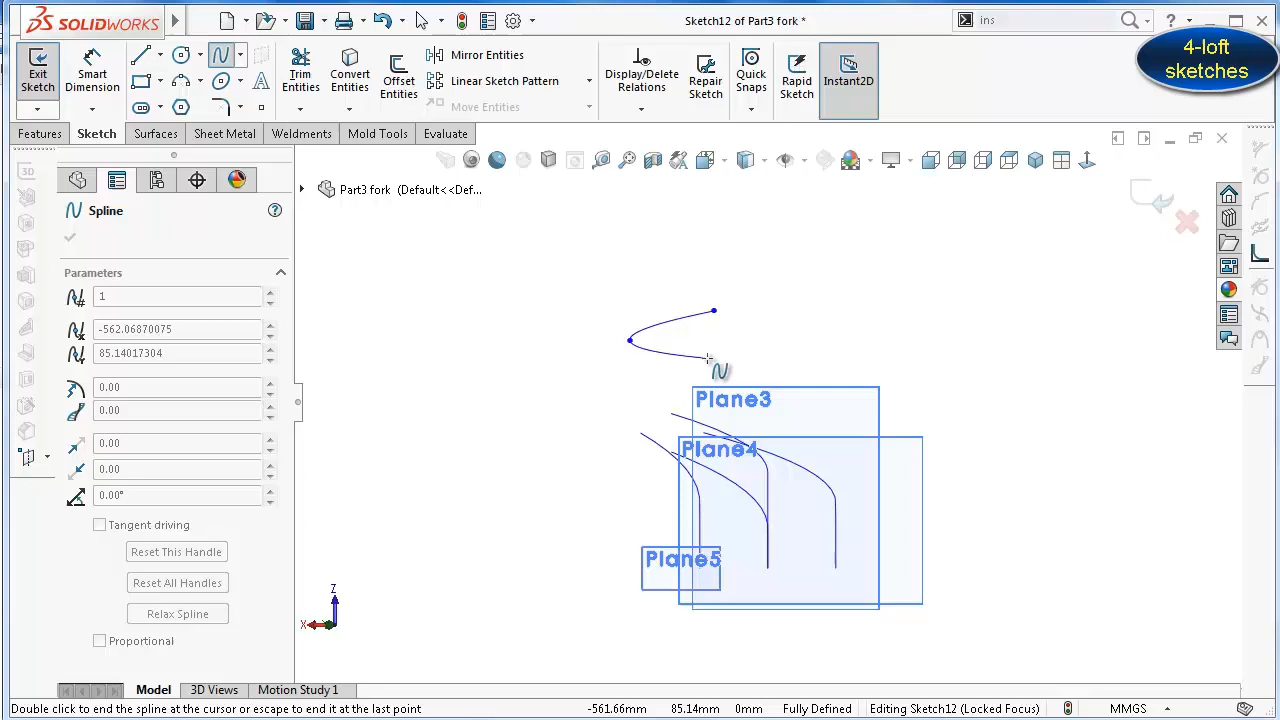 SOLIDWORKS
Sketch12 of Part3 fork *
ins
?
4-loft
sketches
Exit
Sketch
Smart
Dimension
Trim
Entities
Convert
Entities
Offset
Entities
Mirror Entities
Linear Sketch Pattern
Move Entities
Display/Delete
Relations
Repair
Sketch
Quick
Snaps
Rapid
Sketch
Instant2D
Features
Sketch
Surfaces
Sheet Metal
Weldments
Mold Tools
Evaluate
3D
Part3 fork (Default<<Def...
Spline
?
Parameters
1
-562.06870075
85.14017304
0.00
0.00
0.00
0.00
0.00°
Tangent driving
Reset This Handle
Reset All Handles
Relax Spline
Proportional
Plane3
Plane4
Plane5
Z
X
Model
3D Views
Motion Study 1
Double click to end the spline at the cursor or escape to end it at the last point
-561.66mm
85.14mm
0mm
Fully Defined
Editing Sketch12 (Locked Focus)
MMGS